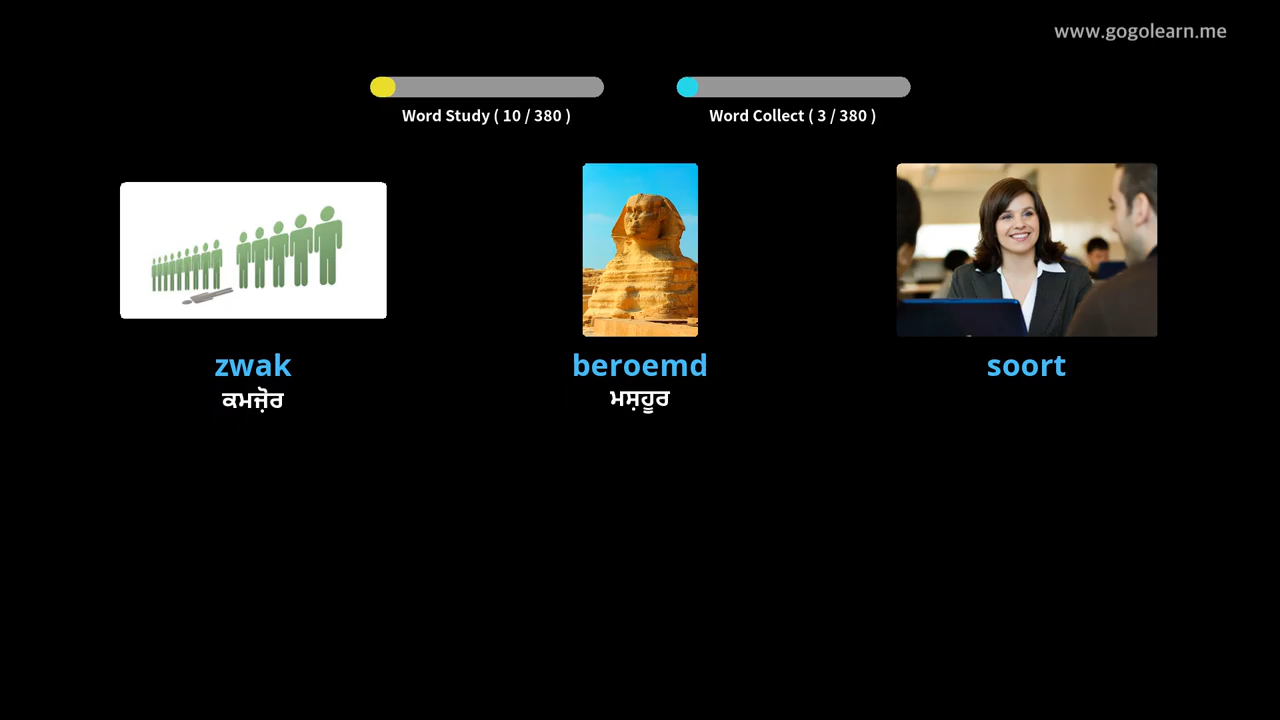 www.gogolearn.me
Word Study ( 10 / 380 )
Word Collect ( 3 / 380 )
zwak
beroemd
soort
ਕਮਜ਼ੋਰ
ਮਸ਼ਹੂਰ